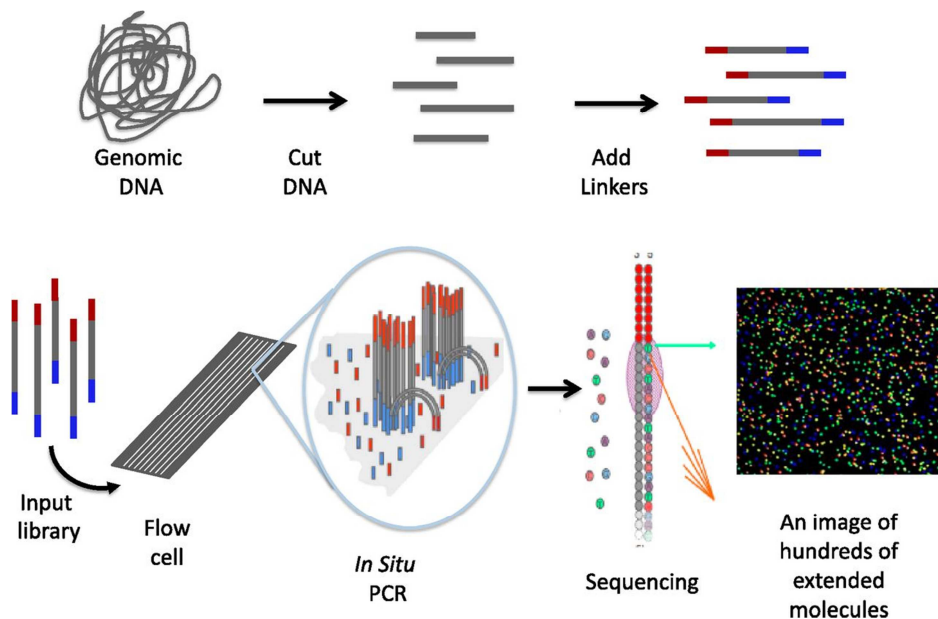 Genomic
DNA
Cut
DNA
Add
Linkers
Input
library
Flow
cell
In Situ
PCR
Sequencing
An image of
hundreds of
extended
molecules